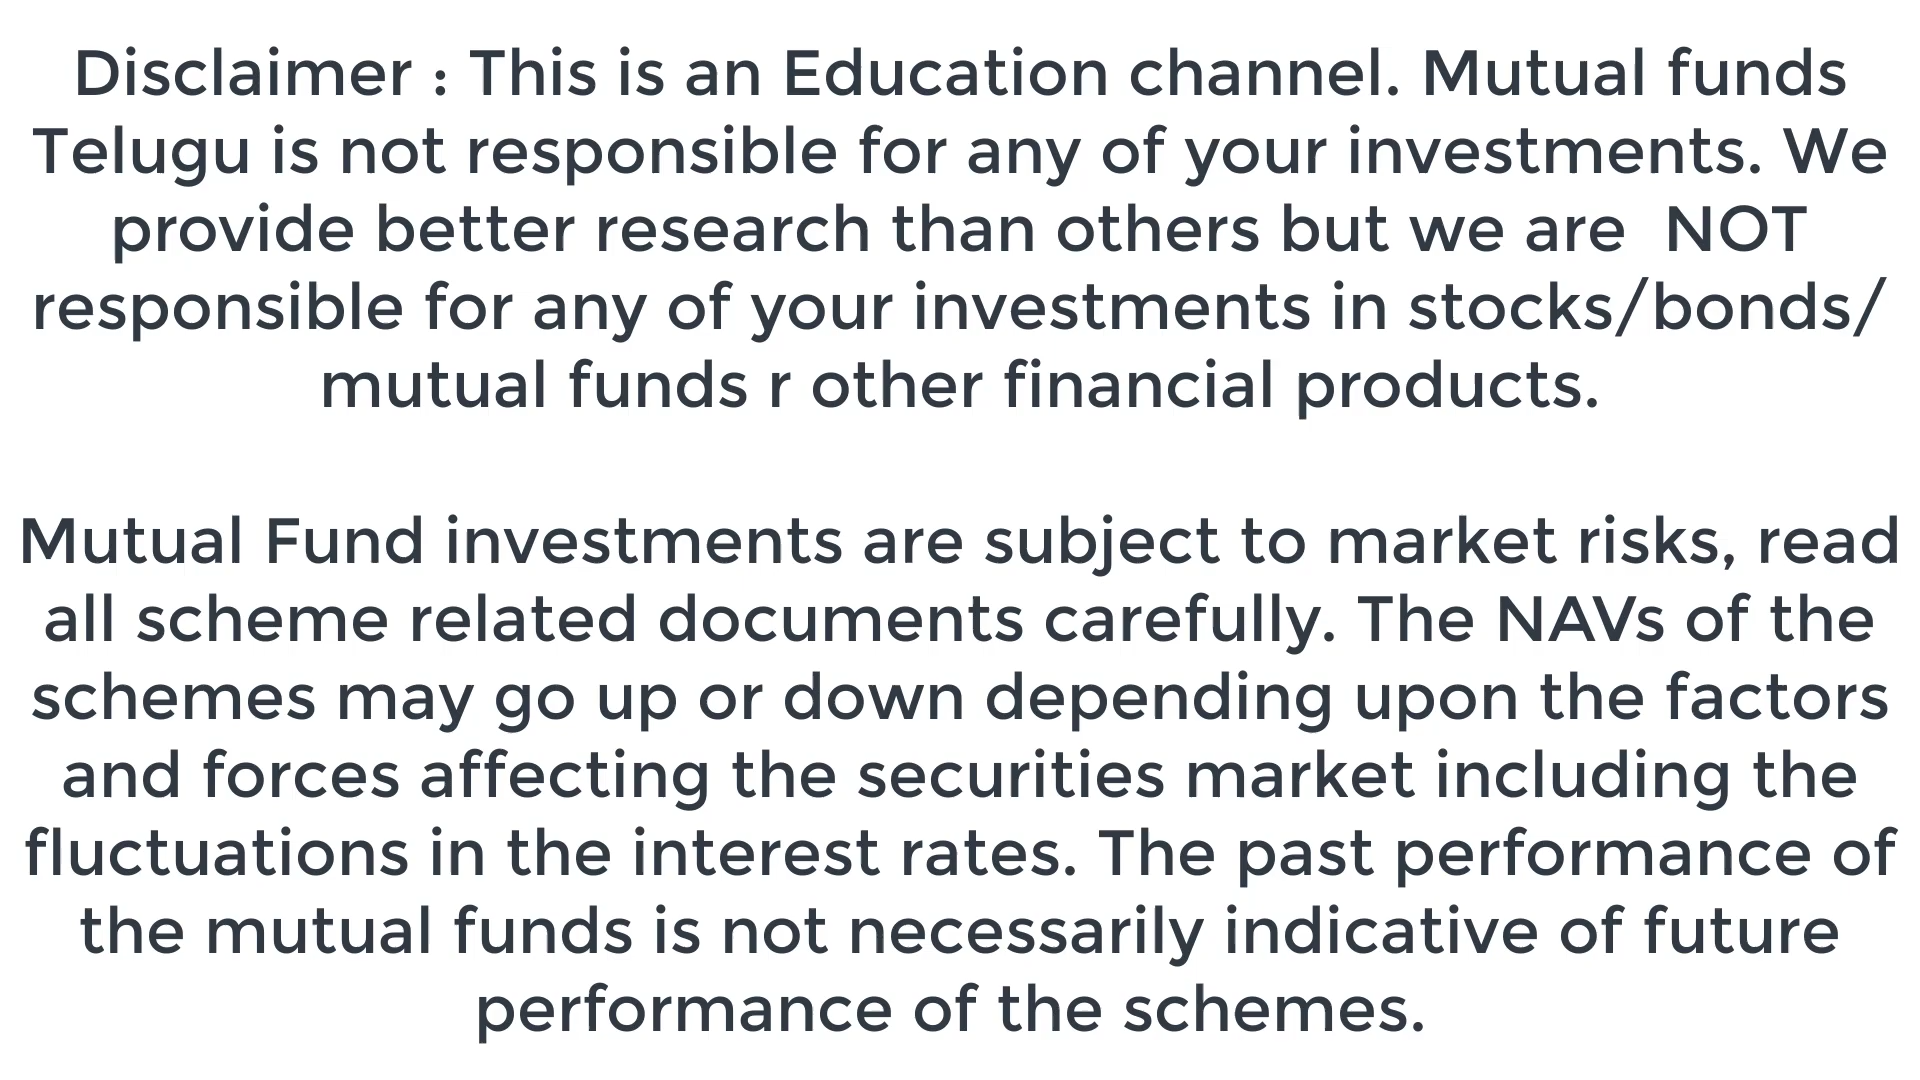 Disclaimer : This is an Education channel. Mutual funds
Telugu is not responsible for any of your investments. We
provide better research than others but we are  NOT
responsible for any of your investments in stocks/bonds/
mutual funds r other financial products.
Mutual Fund investments are subject to market risks, read
all scheme related documents carefully. The NAVs of the
schemes may go up or down depending upon the factors
and forces affecting the securities market including the
fluctuations in the interest rates. The past performance of
the mutual funds is not necessarily indicative of future
performance of the schemes.